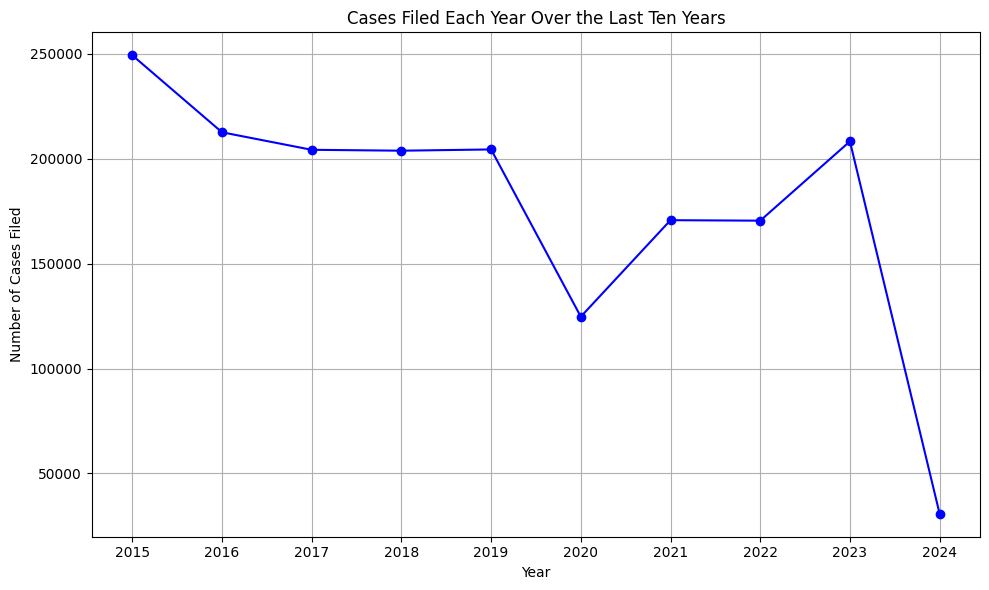 Cases Filed Each Year Over the Last Ten Years
Number of Cases Filed
250000
200000
150000
100000
50000
2015 2016 2017 2018 2019 2020 2021 2022 2023 2024
Year